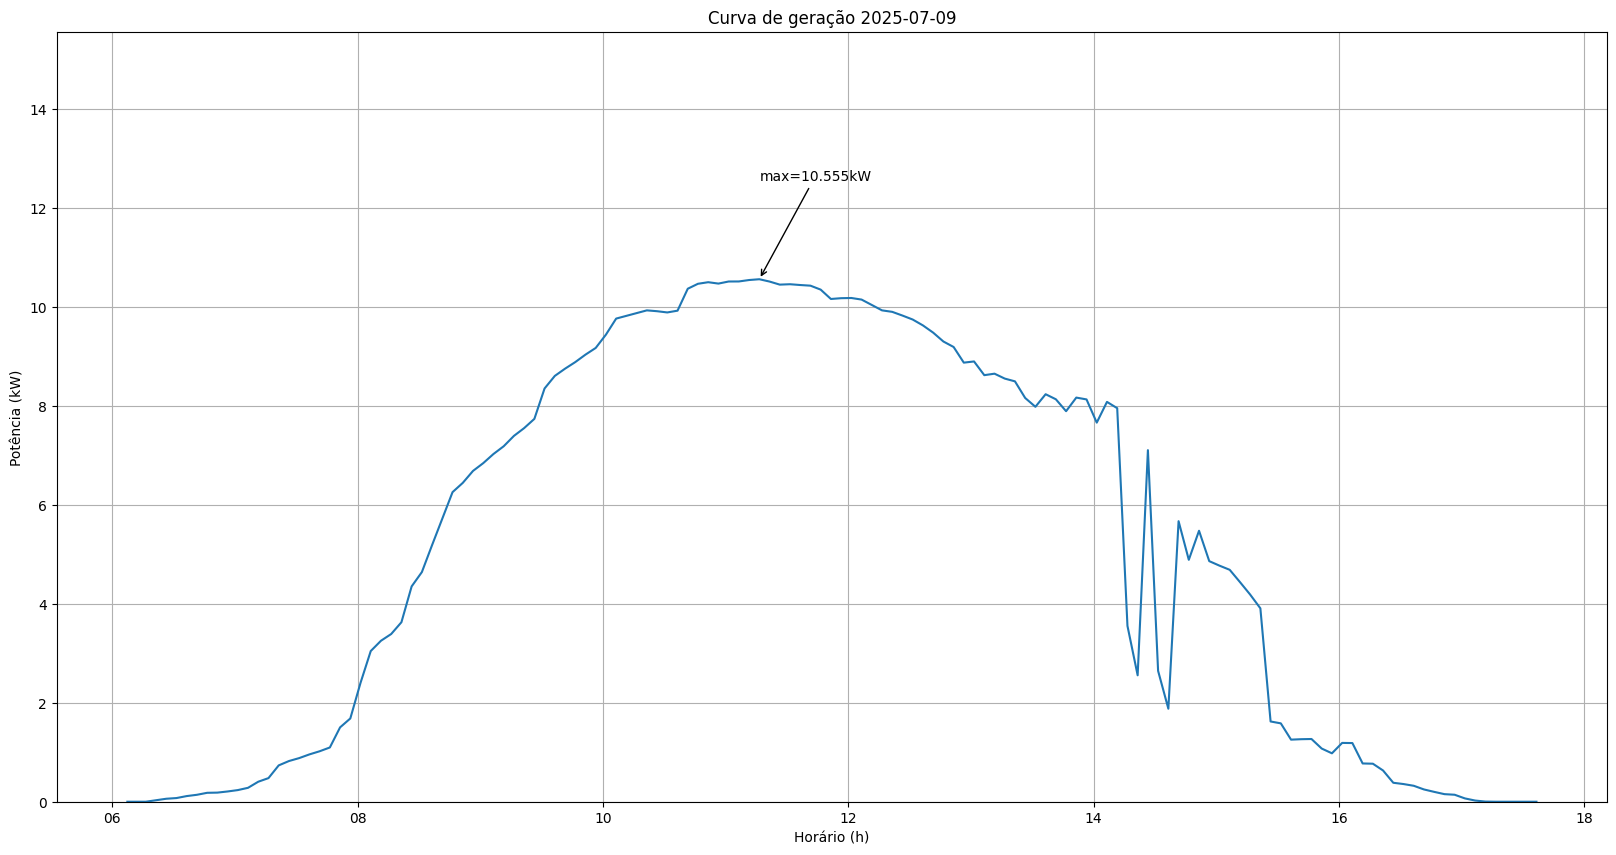 Curva de geração 2025-07-09
14
12
10
8
6
4
2
0
Potência (kW)
max=10.555kW
06 08 10 12 14 16 18
Horário (h)